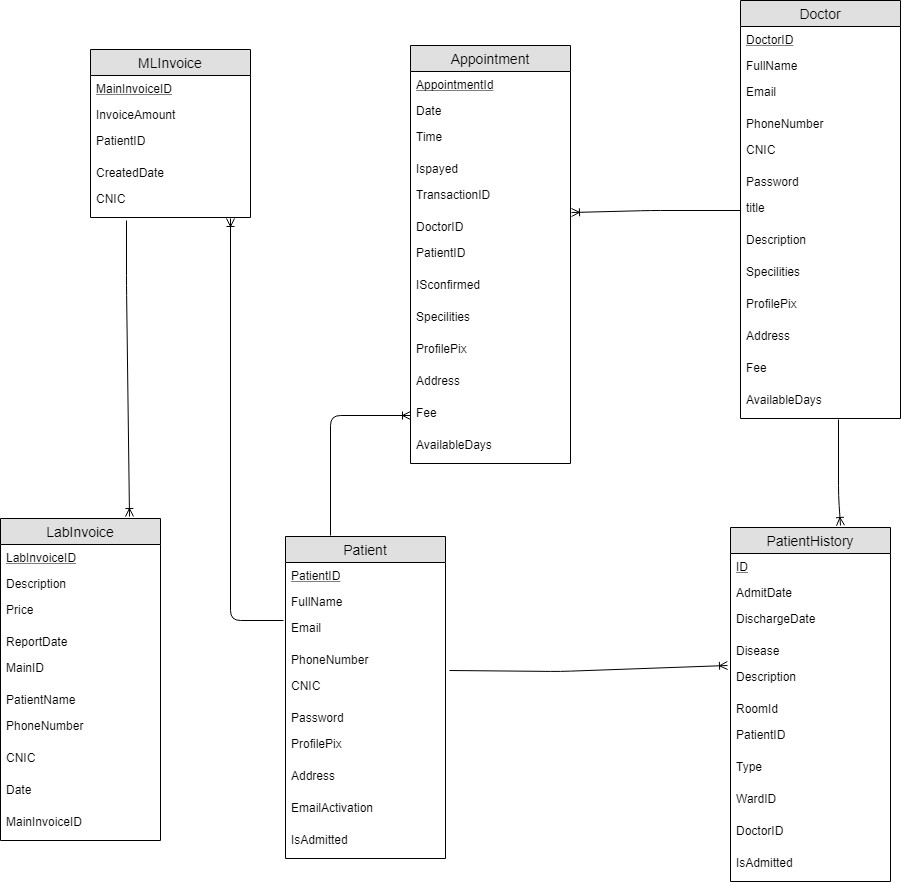 MLInvoice
MainInvoiceID
InvoiceAmount
PatientID
CreatedDate
CNIC
Appointment
AppointmentId
Date
Time
Ispayed
TransactionID
DoctorID
PatientID
ISconfirmed
Specilities
ProfilePix
Address
Fee
AvailableDays
Doctor
DoctorID
FullName
Email
PhoneNumber
CNIC
Password
title
Description
Specilities
ProfilePix
Address
Fee
AvailableDays
LabInvoice
LabInvoiceID
Description
Price
ReportDate
MainID
PatientName
PhoneNumber
CNIC
Date
MainInvoiceID
Patient
PatientID
FullName
Email
PhoneNumber
CNIC
Password
ProfilePix
Address
EmailActivation
IsAdmitted
PatientHistory
ID
AdmitDate
DischargeDate
Disease
Description
RoomId
PatientID
Type
WardID
DoctorID
IsAdmitted